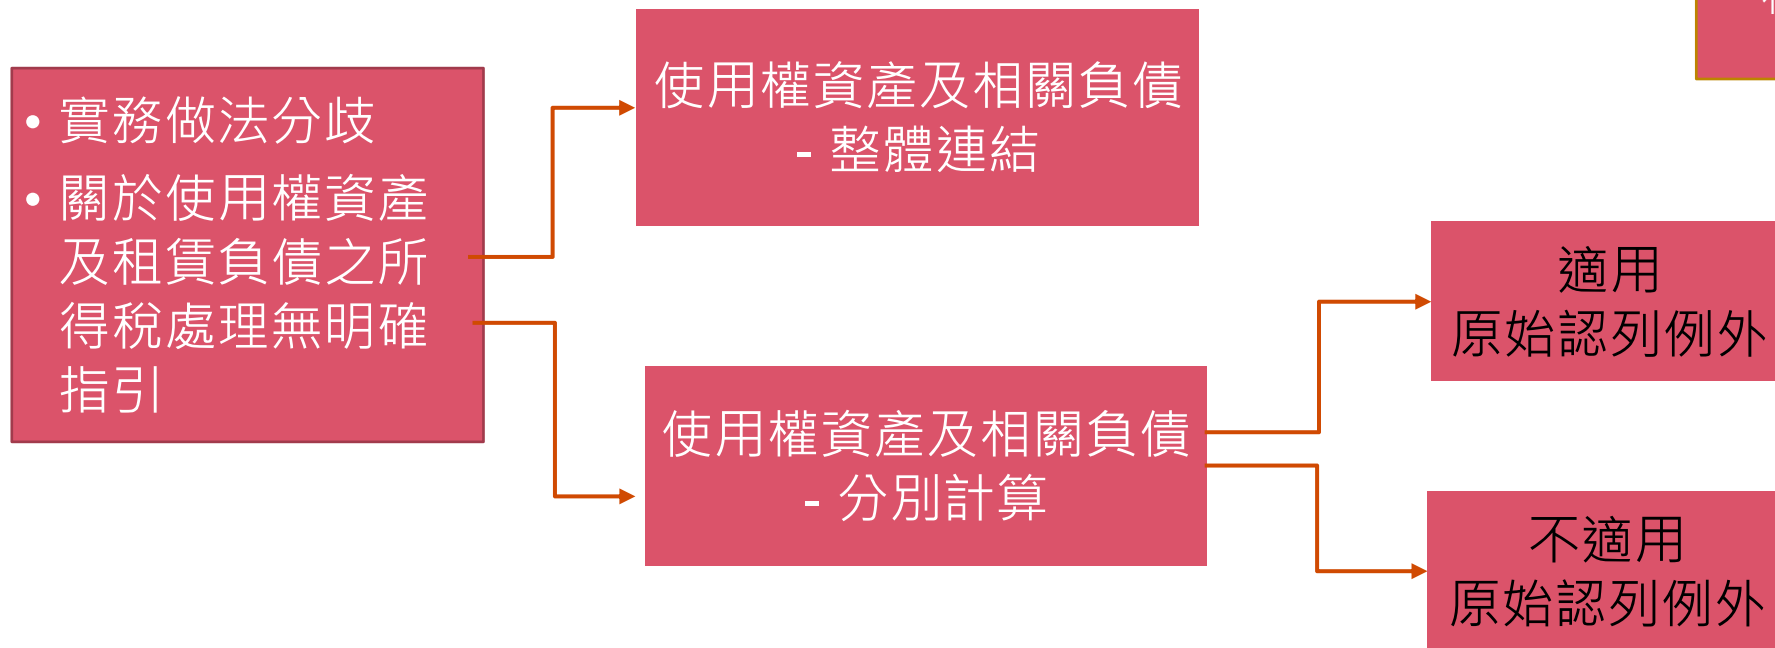 • 實務做法分歧
• 關於使用權資產
及租賃負債之所
得稅處理無明確
指引
使用權資產及相關負債
- 整體連結
使用權資產及相關負債
- 分別計算
適用
原始認列例外
不適用
原始認列例外